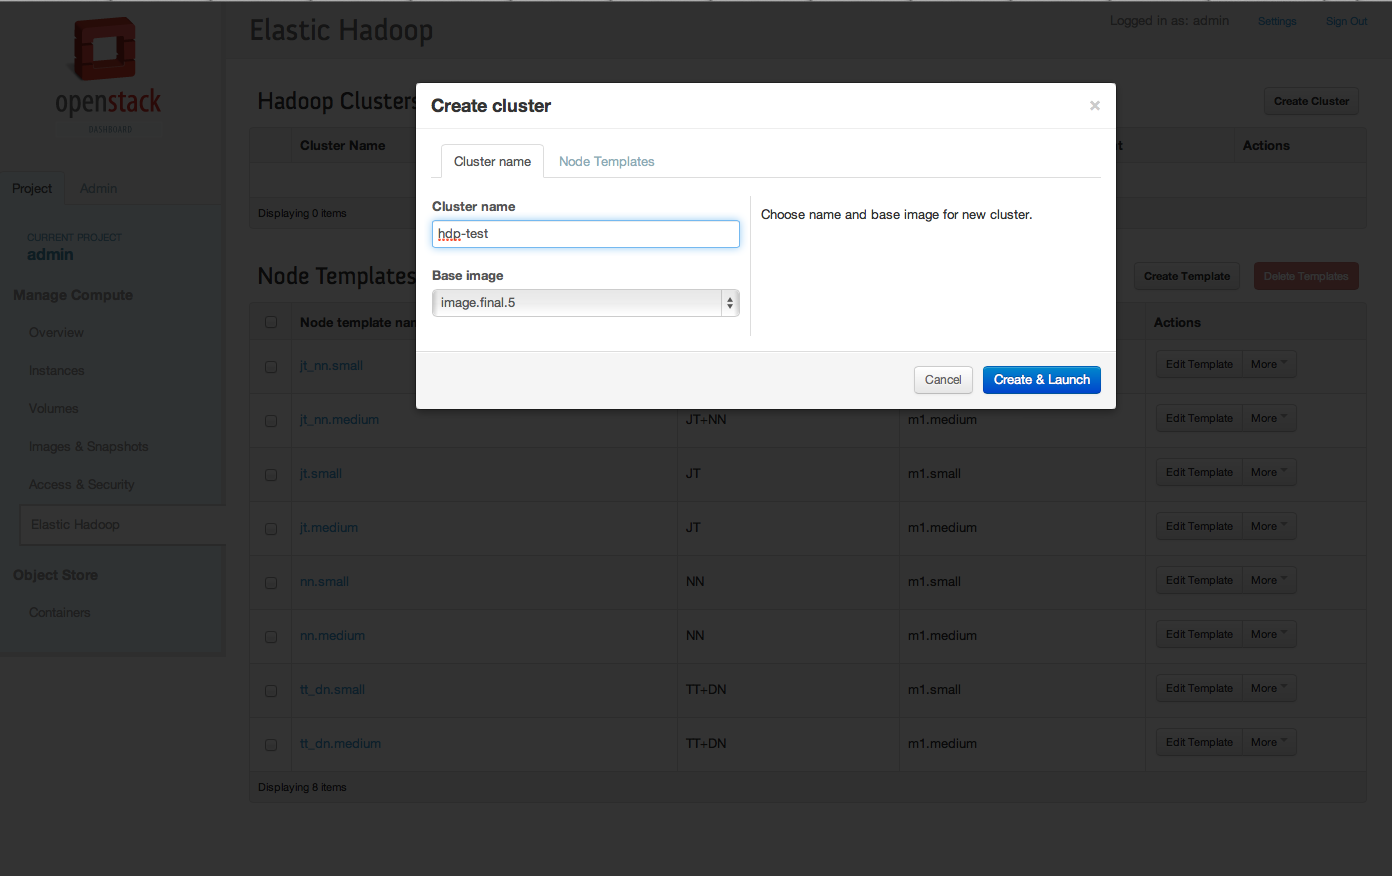 openstack
DASHBOARD
Project
Admin
CURRENT PROJECT
admin
Manage Compute
Overview
Instances
Volumes
Images & Snapshots
Access & Security
Elastic Hadoop
Object Store
Containers
Elastic Hadoop
Logged in as: admin
Settings
Sign Out
Hadoop Clusters
Create Cluster
Cluster Name
t
Actions
Displaying 0 items
Create cluster
×
Cluster name
Node Templates
Cluster name
hdp-test
Base image
image.final.5
Choose name and base image for new cluster.
Cancel
Create & Launch
Node Templates
Create Template
Delete Templates
Node template nam
Actions
jt_nn.small
Edit Template
More
jt_nn.medium
JT+NN
m1.medium
Edit Template
More
jt.small
JT
m1.small
Edit Template
More
jt.medium
JT
m1.medium
Edit Template
More
nn.small
NN
m1.small
Edit Template
More
nn.medium
NN
m1.medium
Edit Template
More
tt_dn.small
TT+DN
m1.small
Edit Template
More
tt_dn.medium
TT+DN
m1.medium
Edit Template
More
Displaying 8 items